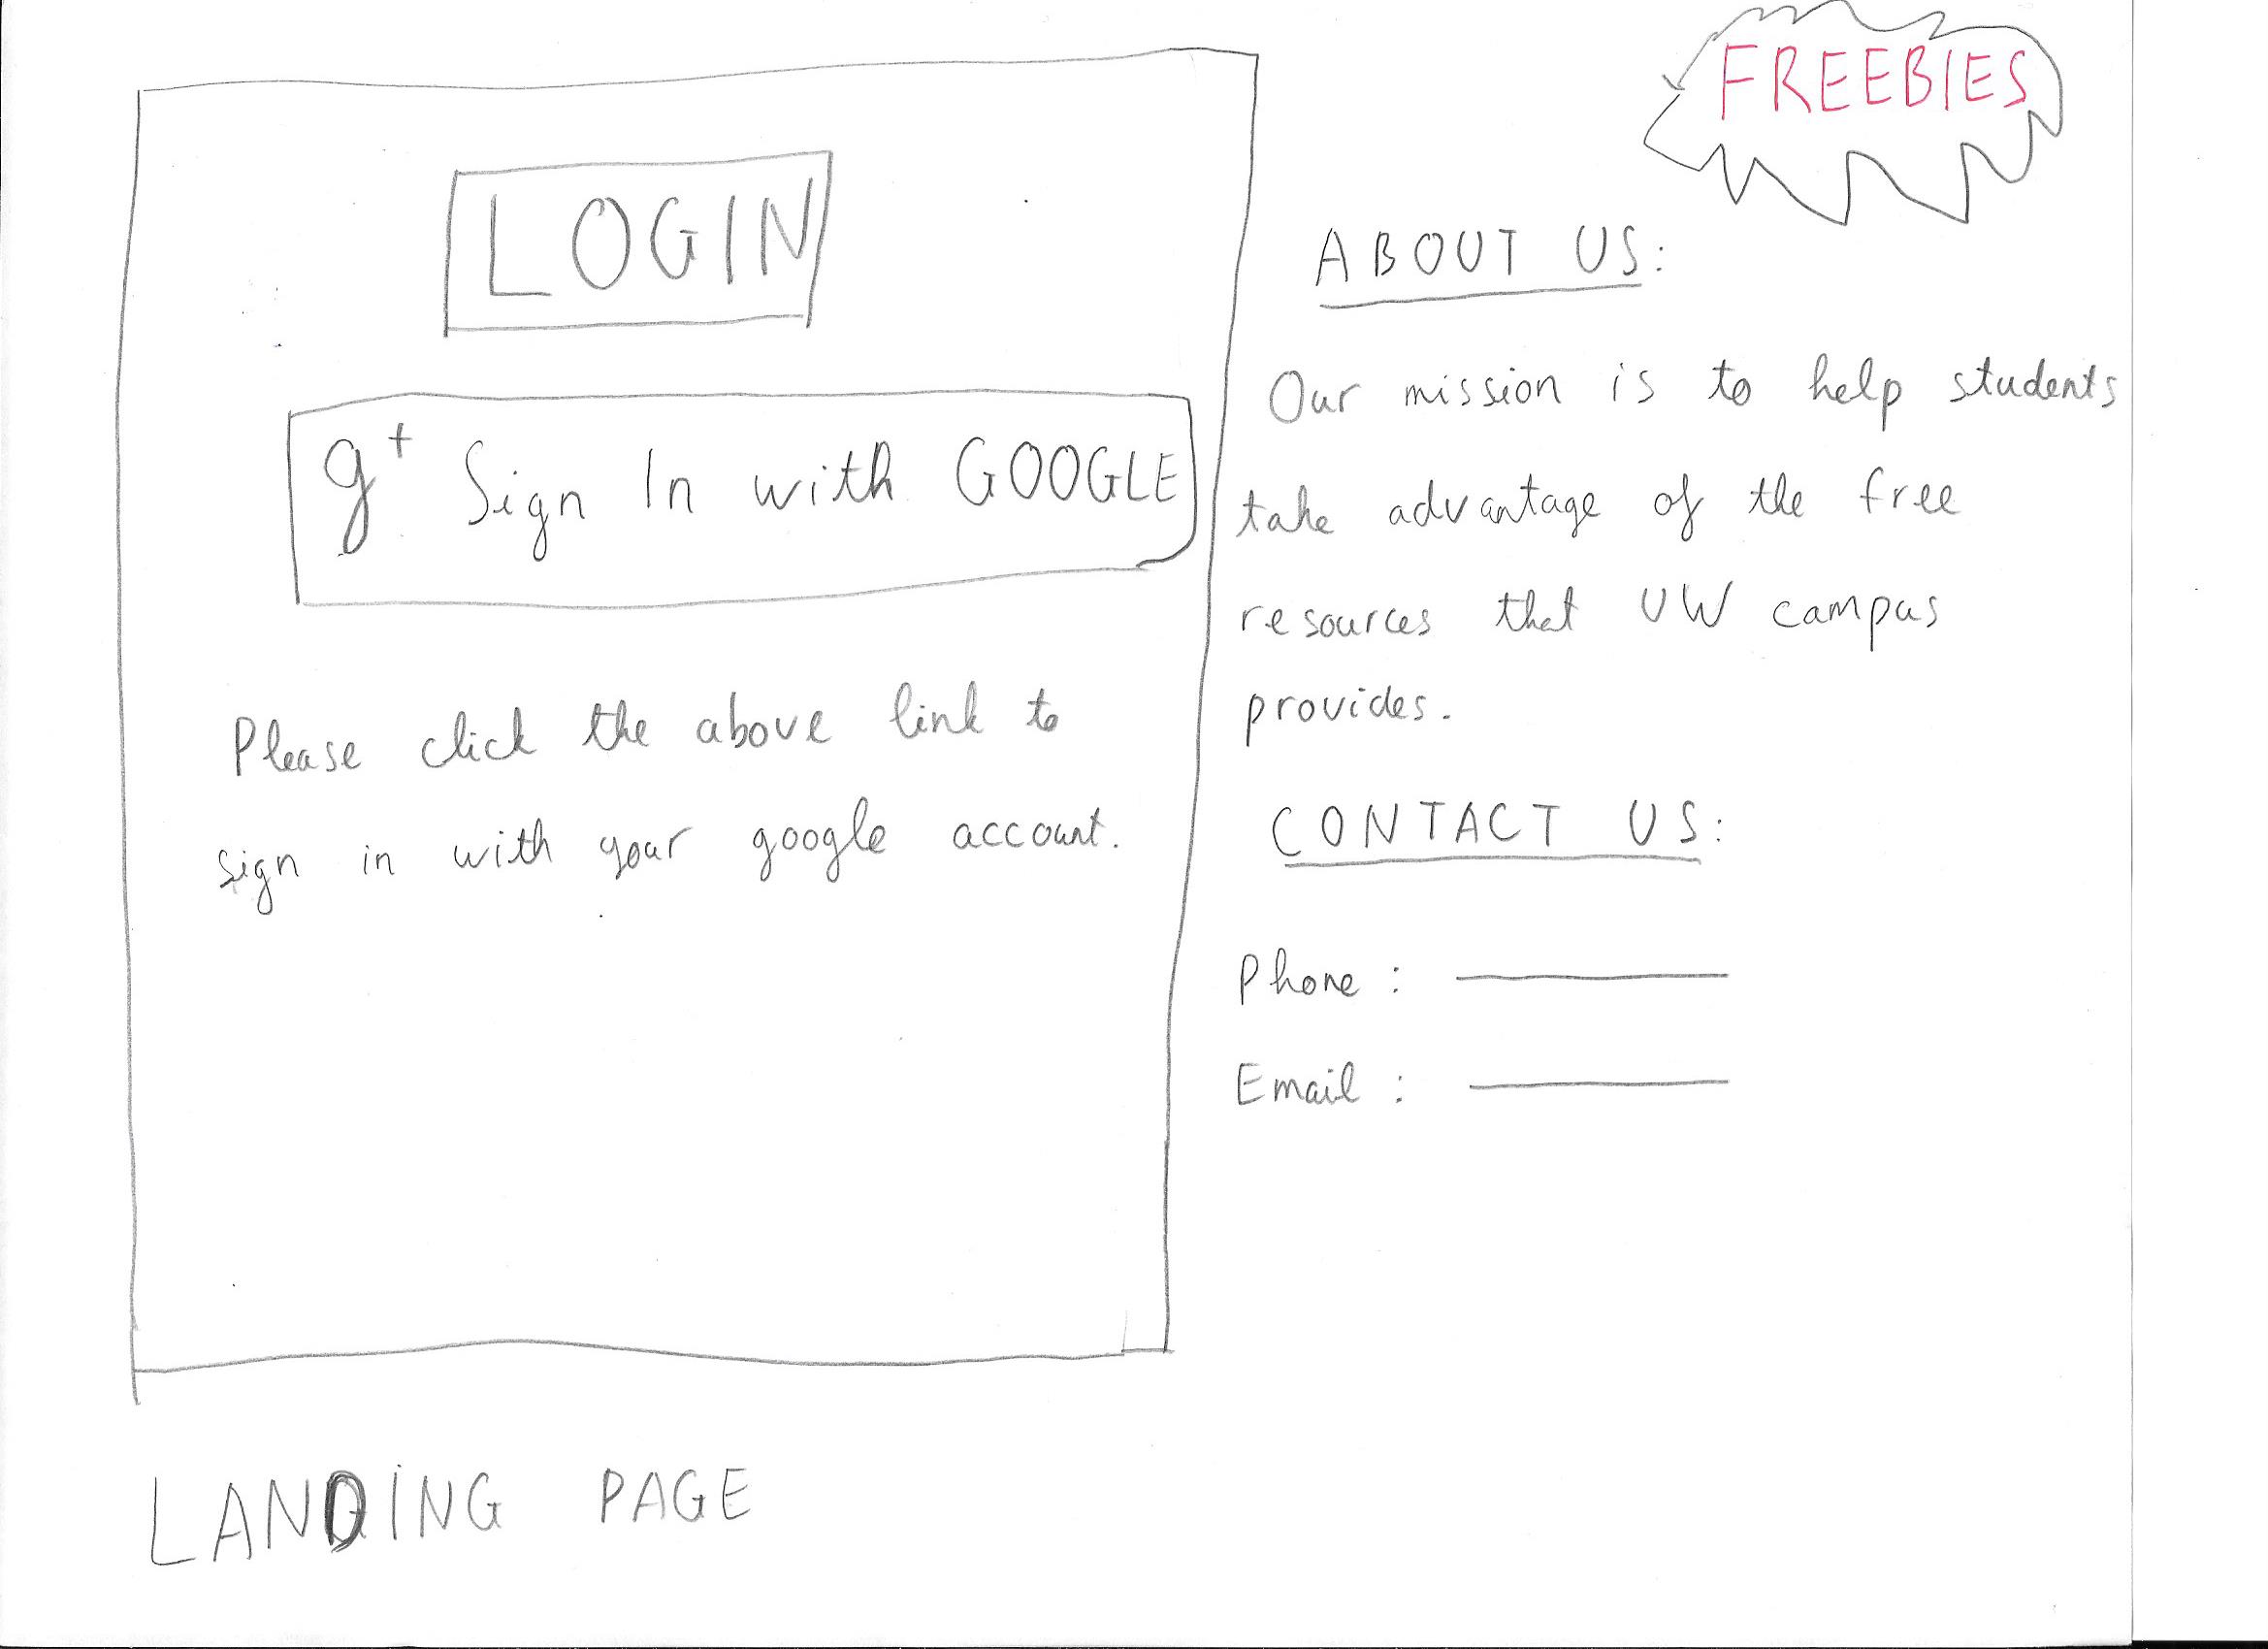 FREEBIES
LOGIN
g+ Sign In with GOOGLE
Please click the above link to
sign in with your google account.
ABOUT US:
Our mission is to help students
take advantage of the free
resources that UW campus
provides.
CONTACT US:
Phone :
Email :
LANDING PAGE